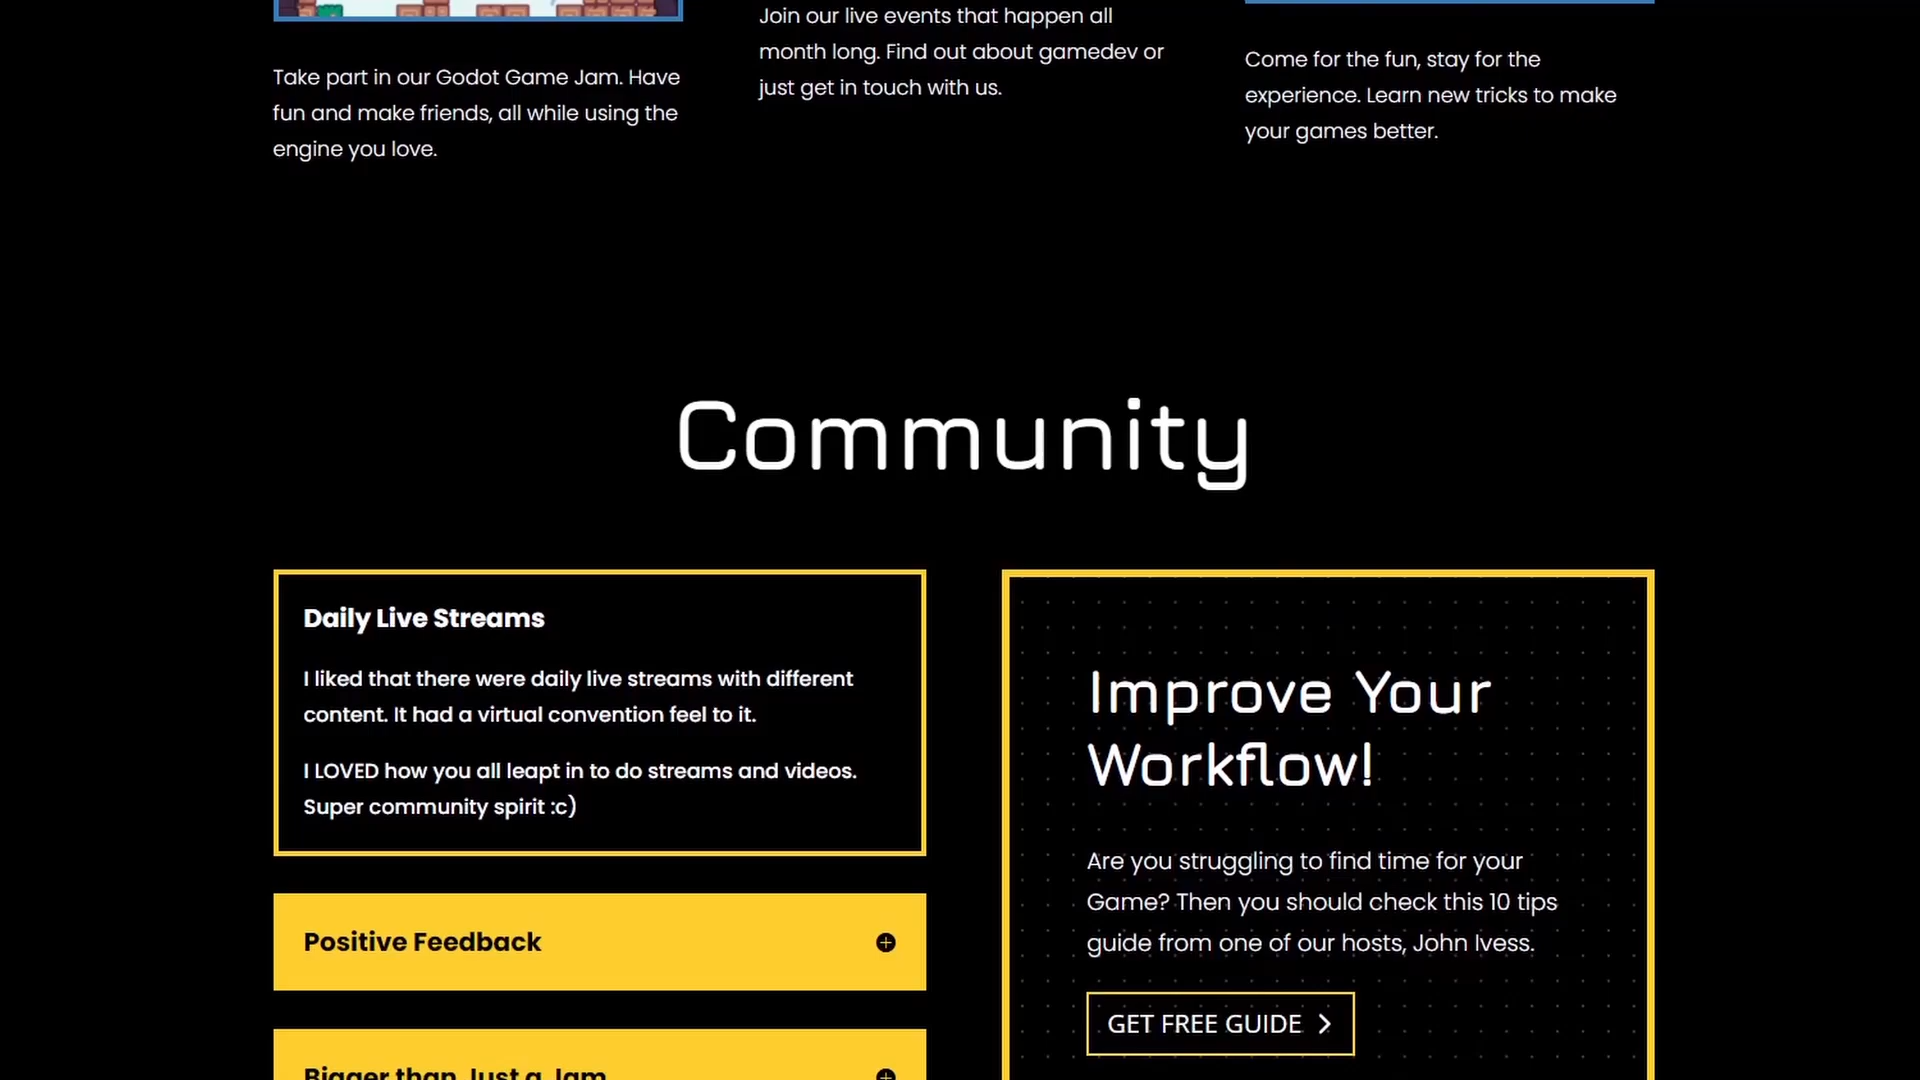 Take part in our Godot Game Jam. Have
fun and make friends, all while using the
engine you love.
Join our live events that happen all
month long. Find out about gamedev or
just get in touch with us.
Come for the fun, stay for the
experience. Learn new tricks to make
your games better.
Community
Daily Live Streams
I liked that there were daily live streams with different
content. It had a virtual convention feel to it.
I LOVED how you all leapt in to do streams and videos.
Super community spirit :c)
Positive Feedback
Bigger than Just a Jam
Improve Your
Workflow!
Are you struggling to find time for your
Game? Then you should check this 10 tips
guide from one of our hosts, John Ivess.
GET FREE GUIDE